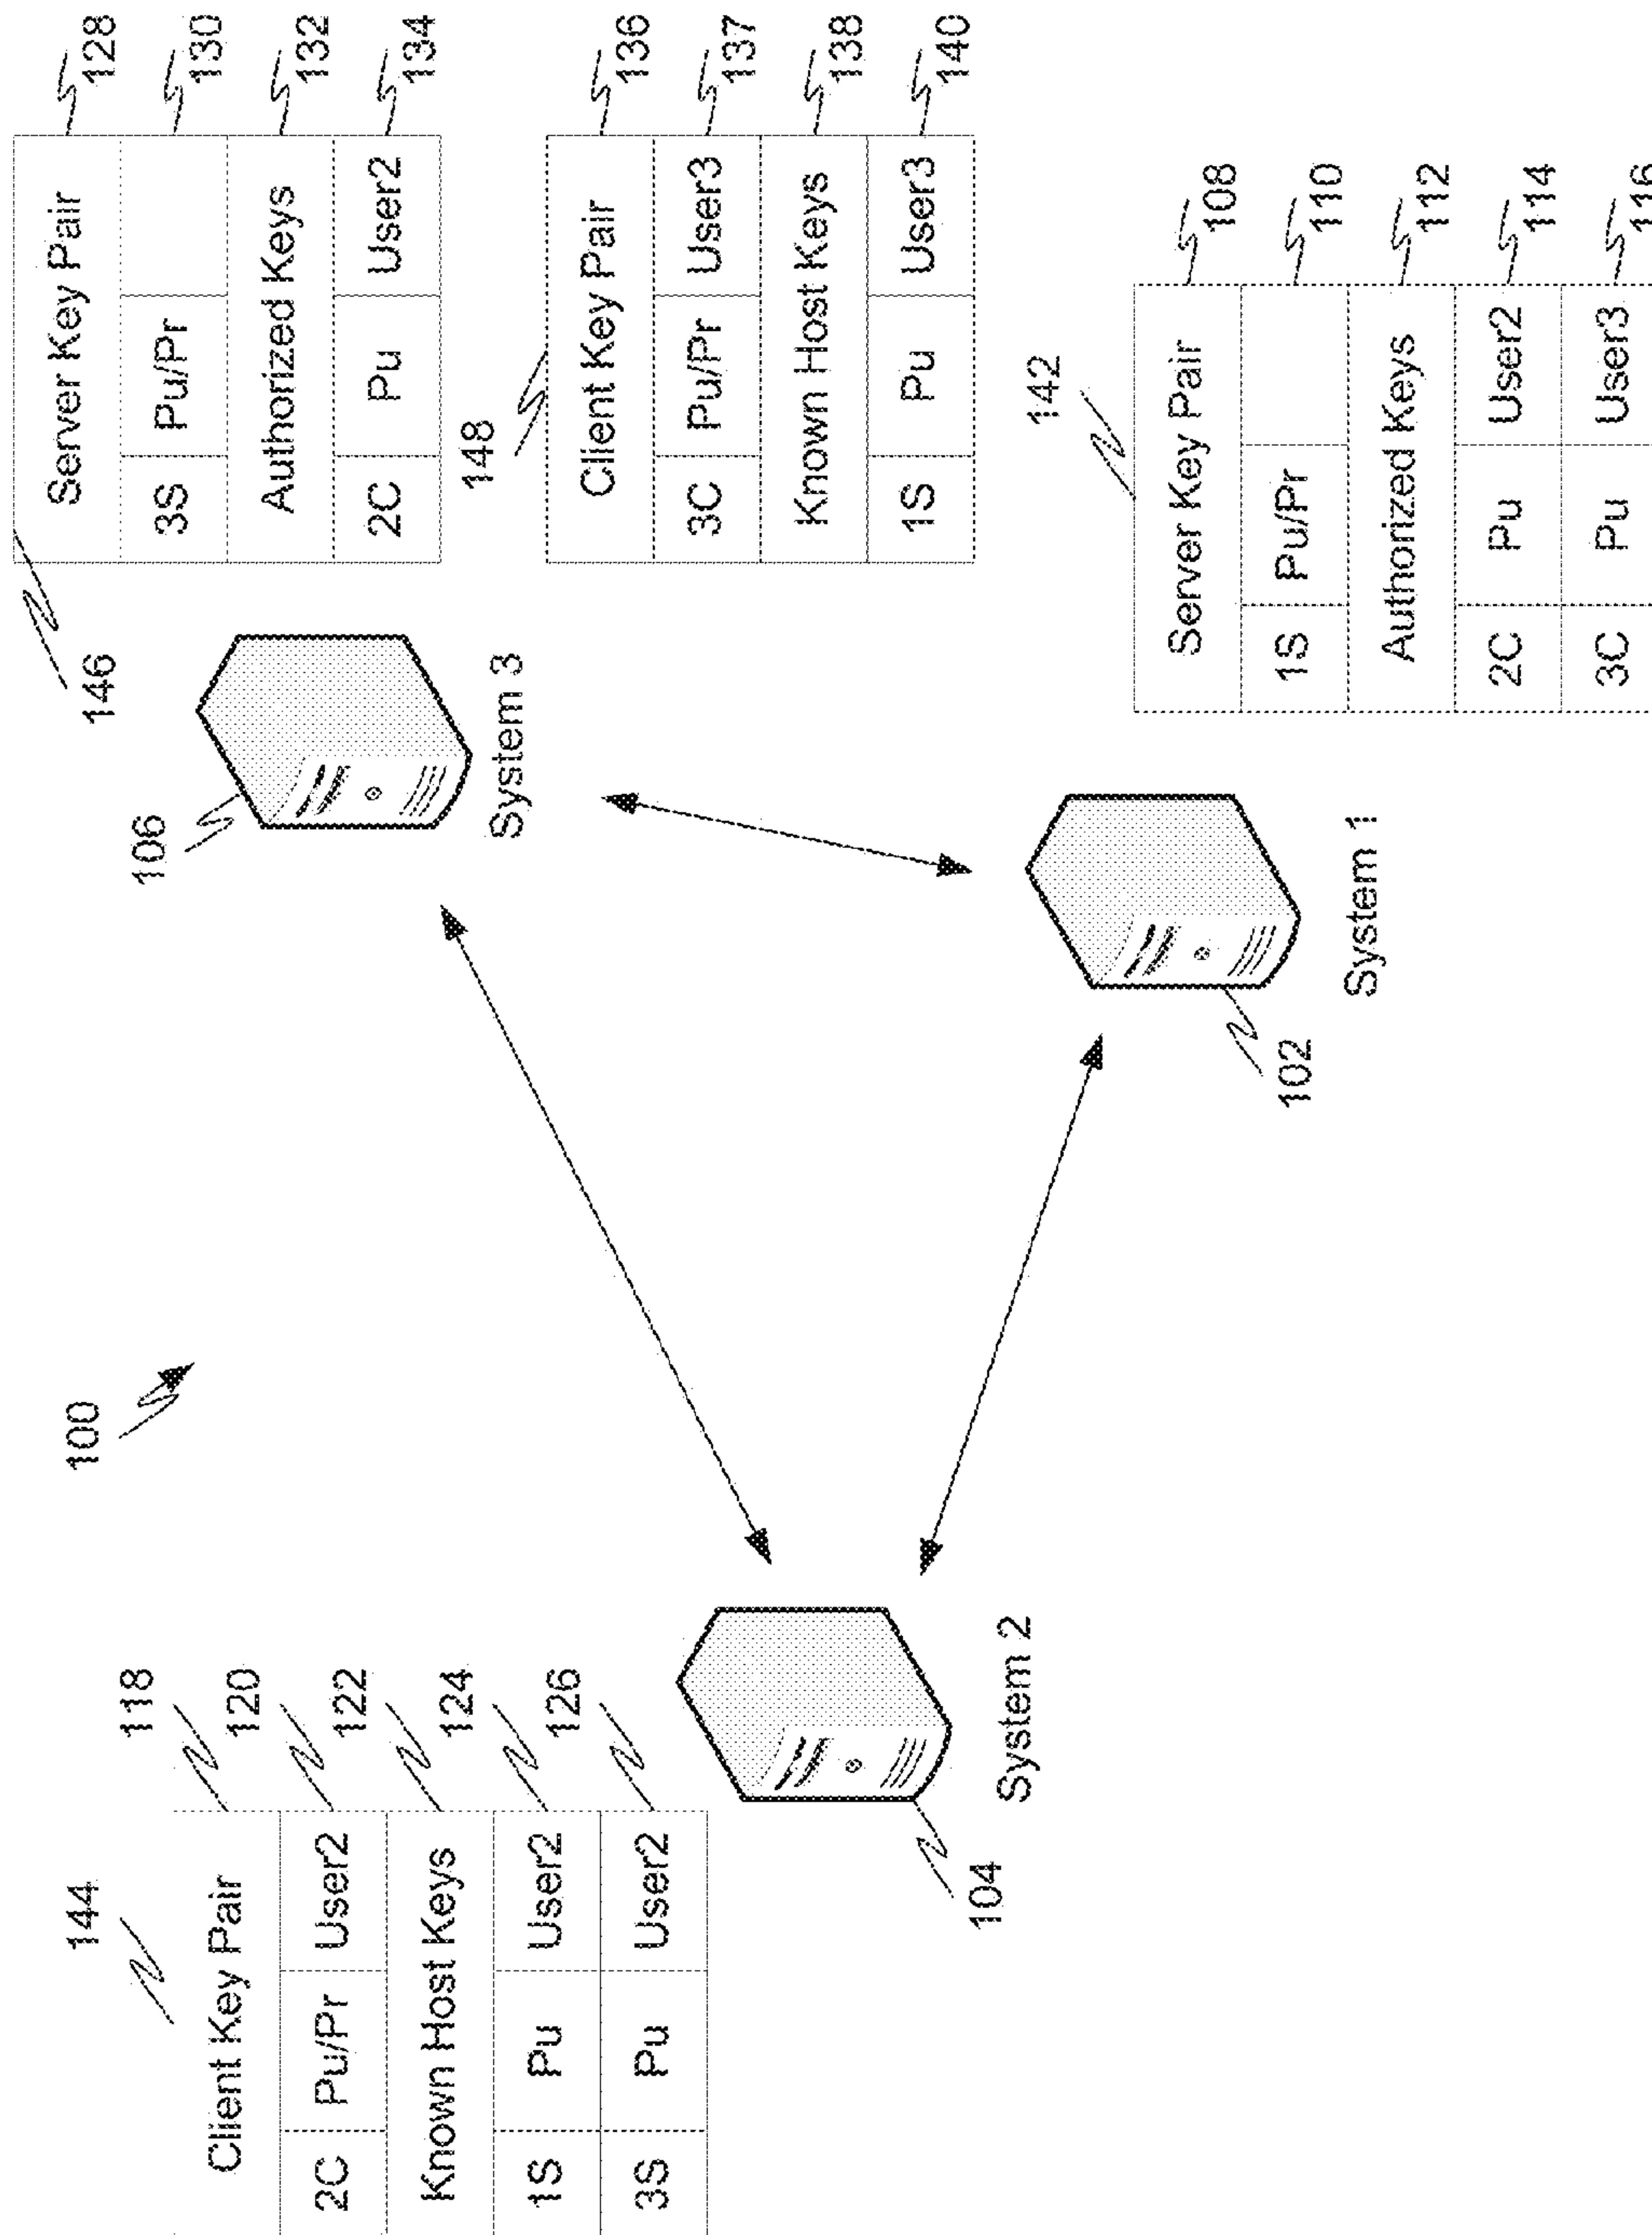 100
144
Client Key Pair 118
2C Pu/Pr User2 120
Known Host Keys 122
1S Pu User2 124
3S Pu User2 126
104
System 2
146
Server Key Pair 128
3S Pu/Pr 130
Authorized Keys 132
2C Pu User2 134
106
System 3
148
Client Key Pair 136
3C Pu/Pr User3 137
Known Host Keys 138
1S Pu User3 140
142
Server Key Pair 108
1S Pu/Pr 110
Authorized Keys 112
2C Pu User2 114
3C Pu User3 116
102
System 1